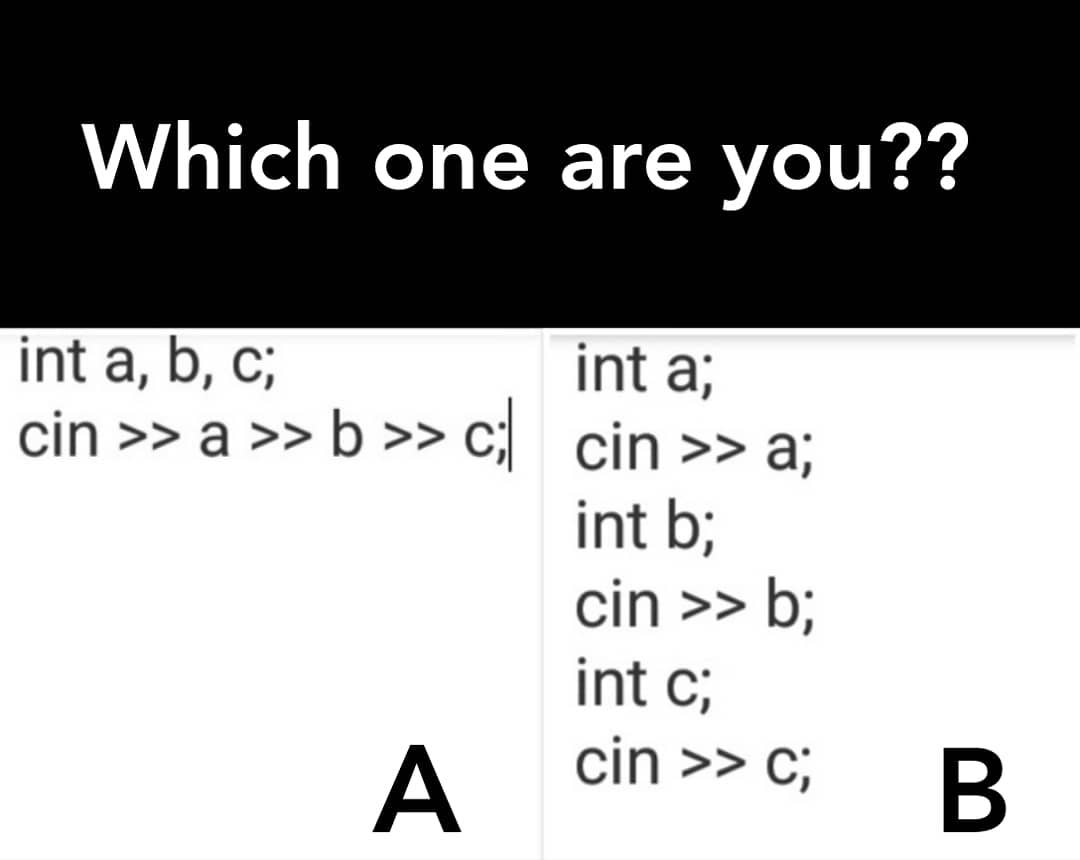 Which one are you??
int a, b, c;
cin >> a >> b >> c;
A
int a;
cin >> a;
int b;
cin >> b;
int c;
cin >> c;
B